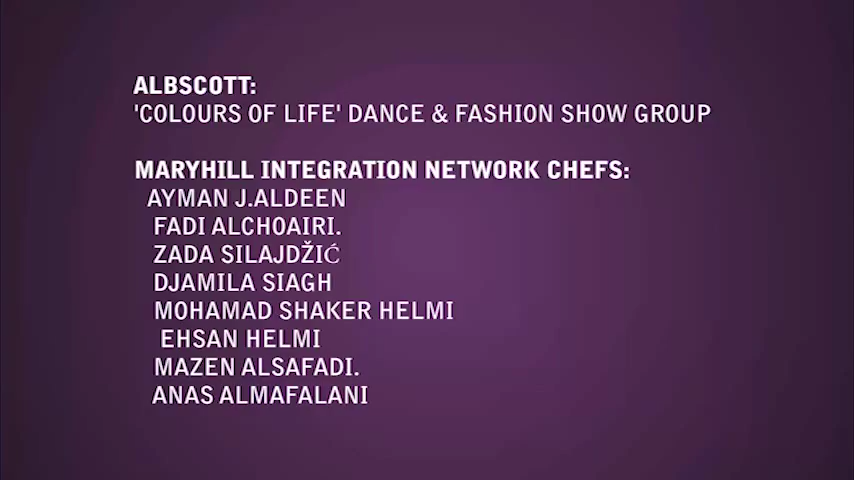 ALBSCOTT:
'COLOURS OF LIFE' DANCE & FASHION SHOW GROUP
MARYHILL INTEGRATION NETWORK CHEFS:
AYMAN J.ALDEEN
FADI ALCHOAIRI.
ZADA SILAJDŽIĆ
DJAMILA SIAGH
MOHAMAD SHAKER HELMI
EHSAN HELMI
MAZEN ALSAFADI.
ANAS ALMAFALANI